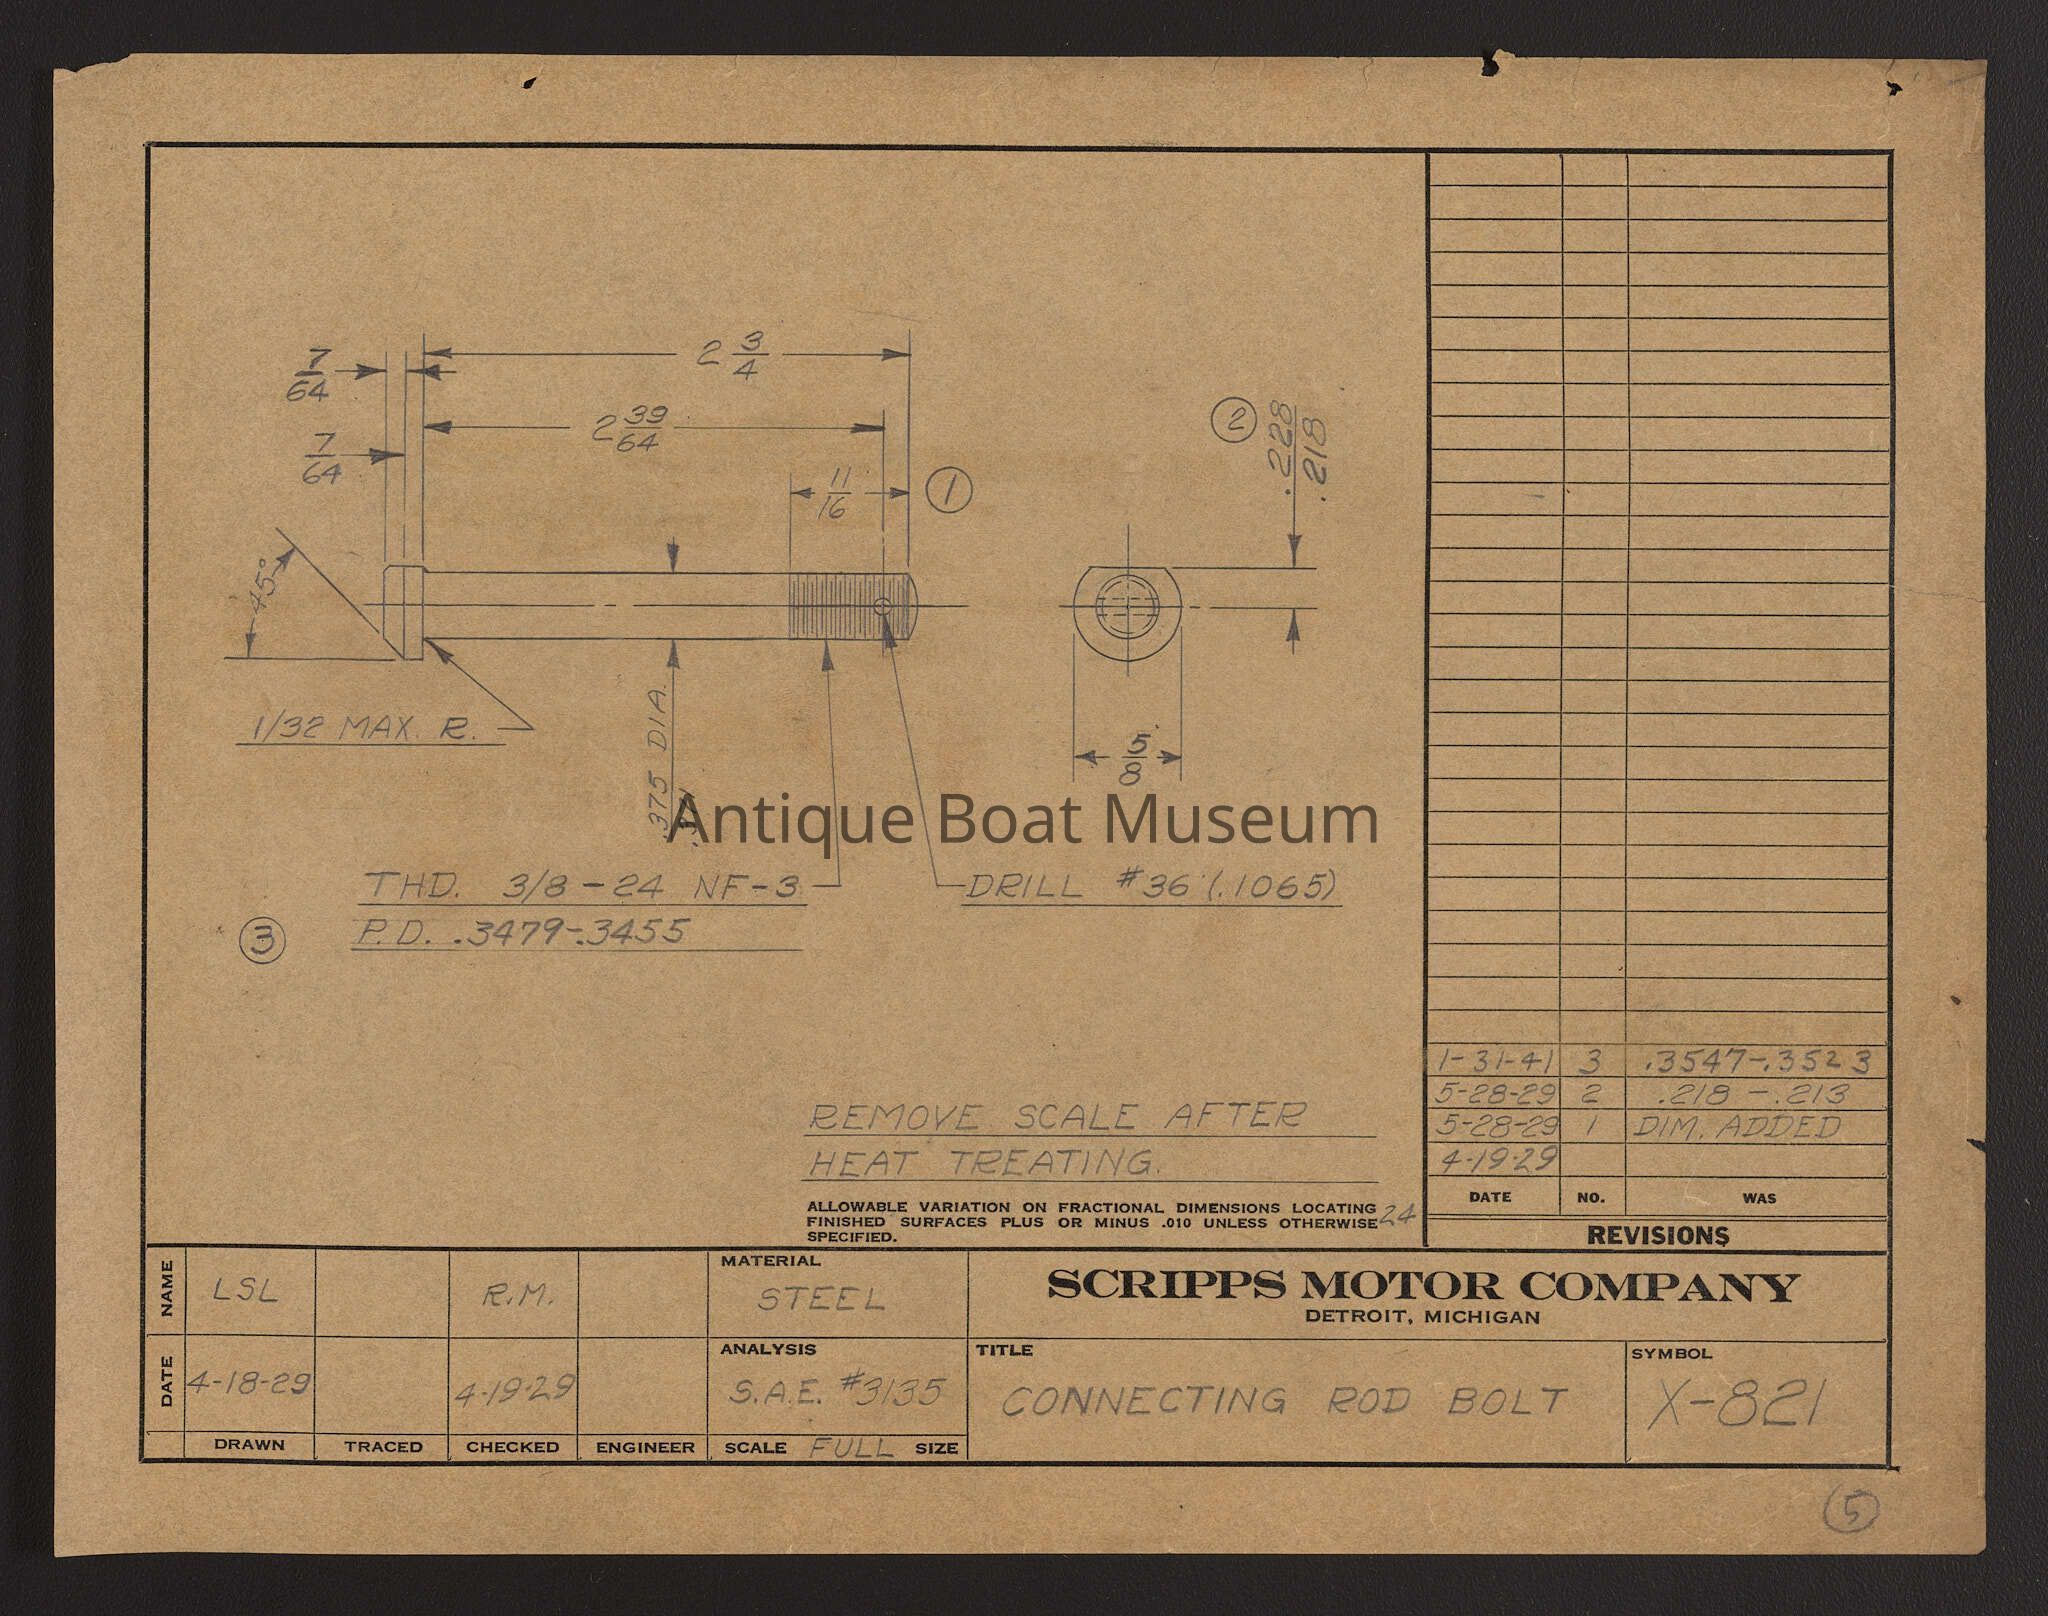 2 3/4
7/64
2 39/64
7/64
11/16
1
2
.228
.218
45°
1/32 MAX. R.
.375 DIA.
5/8
Antique Boat Museum
THD. 3/8-24 NF-3
DRILL #36 (.1065)
3
P.D. .3479-.3455
REMOVE SCALE AFTER
HEAT TREATING.
ALLOWABLE VARIATION ON FRACTIONAL DIMENSIONS LOCATING
FINISHED SURFACES PLUS OR MINUS .010 UNLESS OTHERWISE
SPECIFIED.
24
1-31-41 3 .3547-.3523
5-28-29 2 .218-.213
5-28-29 1 DIM. ADDED
4-19-29
DATE NO. WAS
REVISIONS
NAME LSL R.M.
DATE 4-18-29 4-19-29
DRAWN TRACED CHECKED ENGINEER
MATERIAL
STEEL
ANALYSIS
S.A.E. #3135
SCALE FULL SIZE
SCRIPPS MOTOR COMPANY
DETROIT, MICHIGAN
TITLE
CONNECTING ROD BOLT
SYMBOL
X-821
5